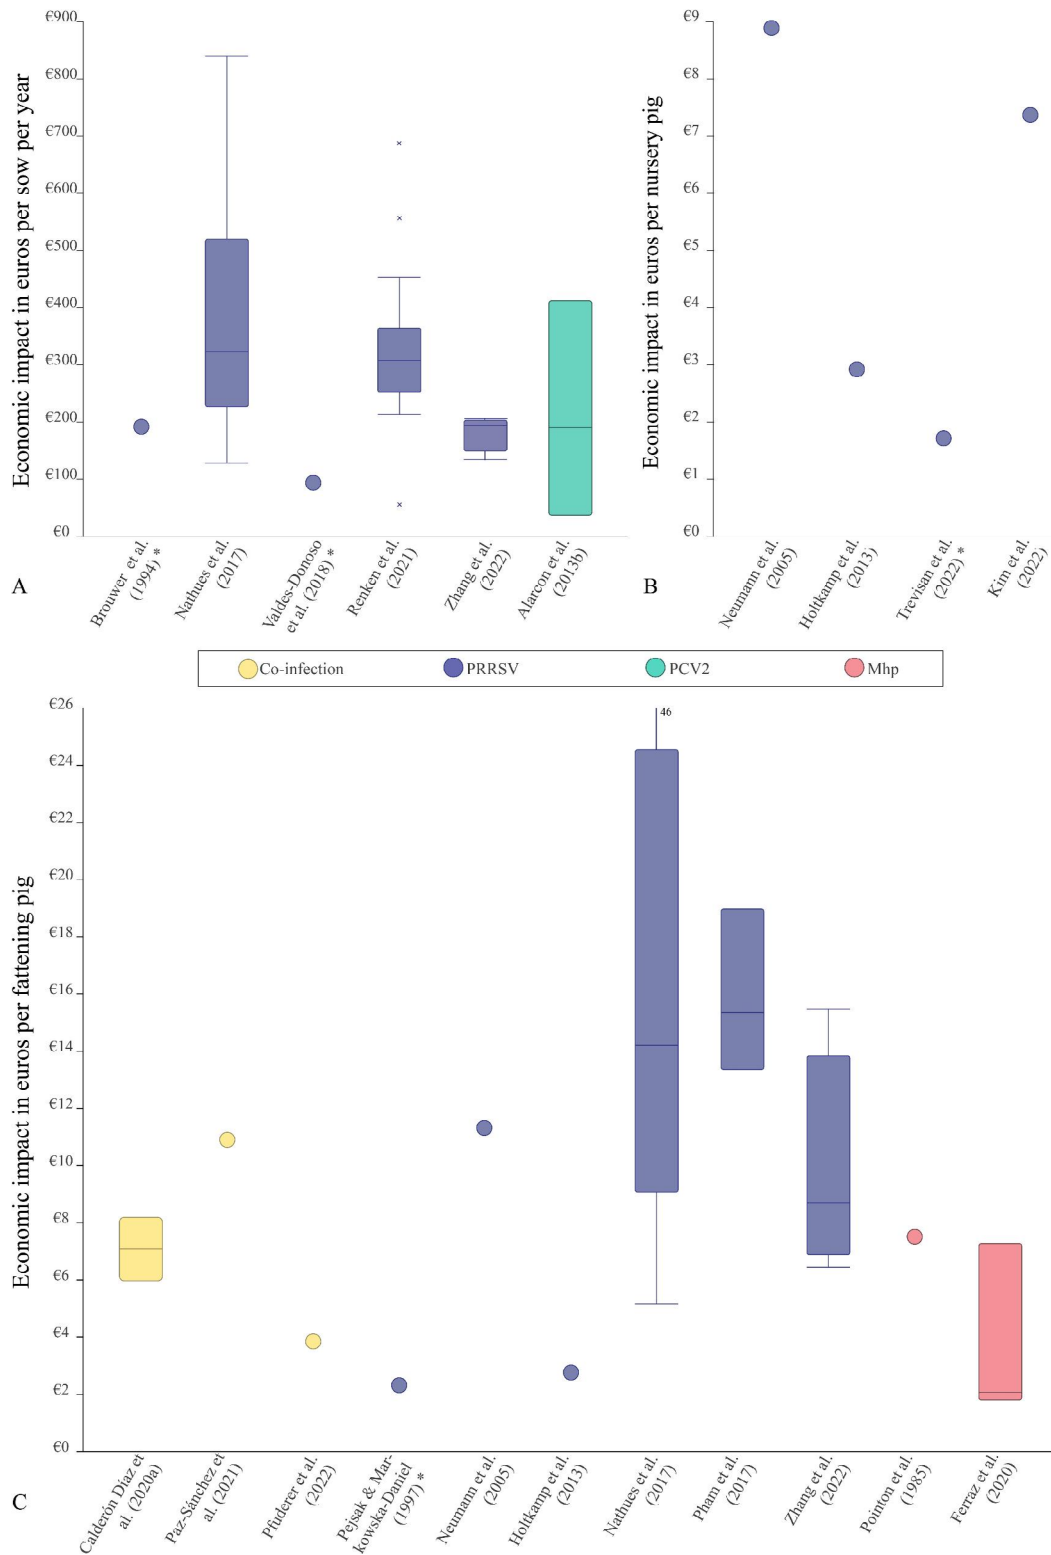 Economic impact in euros per sow per year
€900
€800
€700
€600
€500
€400
€300
€200
€100
€0
Brouwer et al.
(1994) *
Nathues et al.
(2017)
Valdes-Donoso
et al. (2018) *
Renken et al.
(2021)
Zhang et al.
(2022)
Alarcon et al.
(2013b)
A
Economic impact in euros per nursery pig
€9
€8
€7
€6
€5
€4
€3
€2
€1
€0
Neumann et al.
(2005)
Holtkamp et al.
(2013)
Trevisan et al.
(2022) *
Kim et al.
(2022)
B
Co-infection
PRRSV
PCV2
Mhp
Economic impact in euros per fattening pig
€26
€24
€22
€20
€18
€16
€14
€12
€10
€8
€6
€4
€2
€0
46
Calderón Díaz et
al. (2020a)
Paz-Sánchez et
al. (2021)
Pfuderer et al.
(2022)
Pejsak & Mar-
kowska-Daniel
(1997) *
Neumann et al.
(2005)
Holtkamp et al.
(2013)
Nathues et al.
(2017)
Pham et al.
(2017)
Zhang et al.
(2022)
Pointon et al.
(1985)
Ferraz et al.
(2020)
C